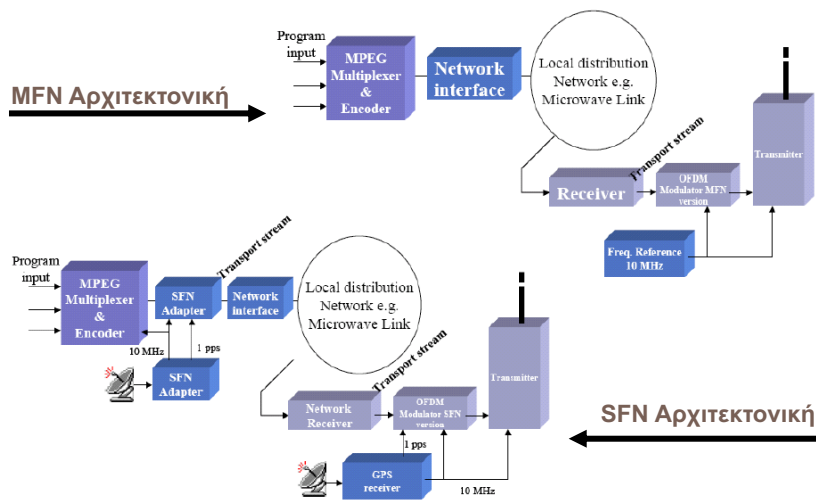 Program
input
MPEG
Multiplexer
&
Encoder
Network
interface
Local distribution
Network e.g.
Microwave Link
MFN Αρχιτεκτονική
Transport stream
Receiver
OFDM
Modulator MFN
version
Transmitter
Freq. Reference
10 MHz
Program
input
MPEG
Multiplexer
&
Encoder
Transport stream
SFN
Adapter
Network
interface
Local distribution
Network e.g.
Microwave Link
10 MHz
1 pps
SFN
Adapter
Transport stream
Network
Receiver
OFDM
Modulator SFN
version
Transmitter
SFN Αρχιτεκτονική
1 pps
GPS
receiver
10 MHz